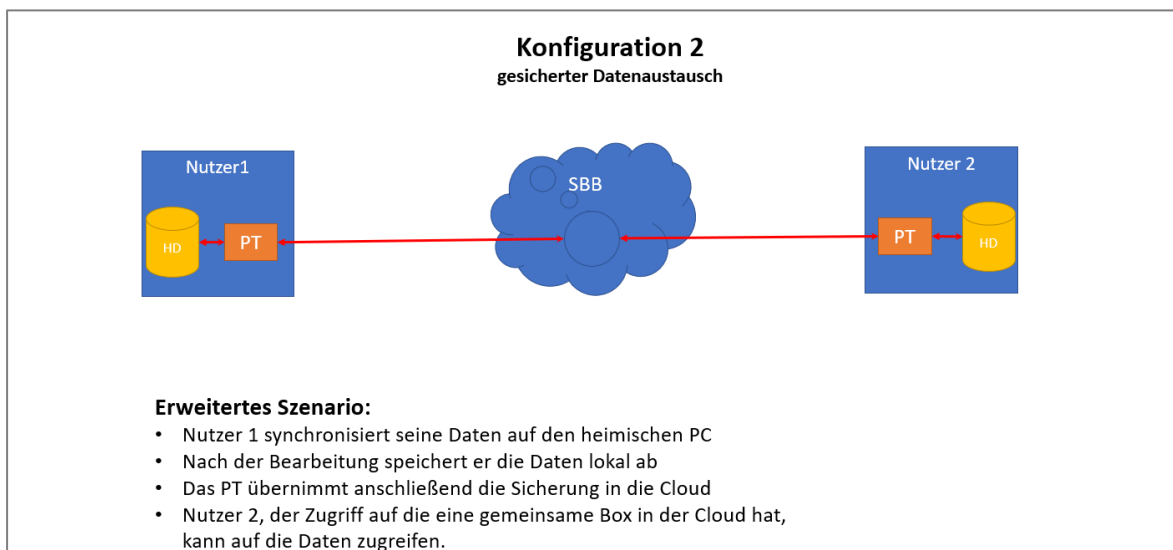 Konfiguration 2
gesicherter Datenaustausch
Nutzer1
HD
PT
SBB
Nutzer 2
PT
HD
Erweitertes Szenario:
• Nutzer 1 synchronisiert seine Daten auf den heimischen PC
• Nach der Bearbeitung speichert er die Daten lokal ab
• Das PT übernimmt anschließend die Sicherung in die Cloud
• Nutzer 2, der Zugriff auf die eine gemeinsame Box in der Cloud hat,
kann auf die Daten zugreifen.